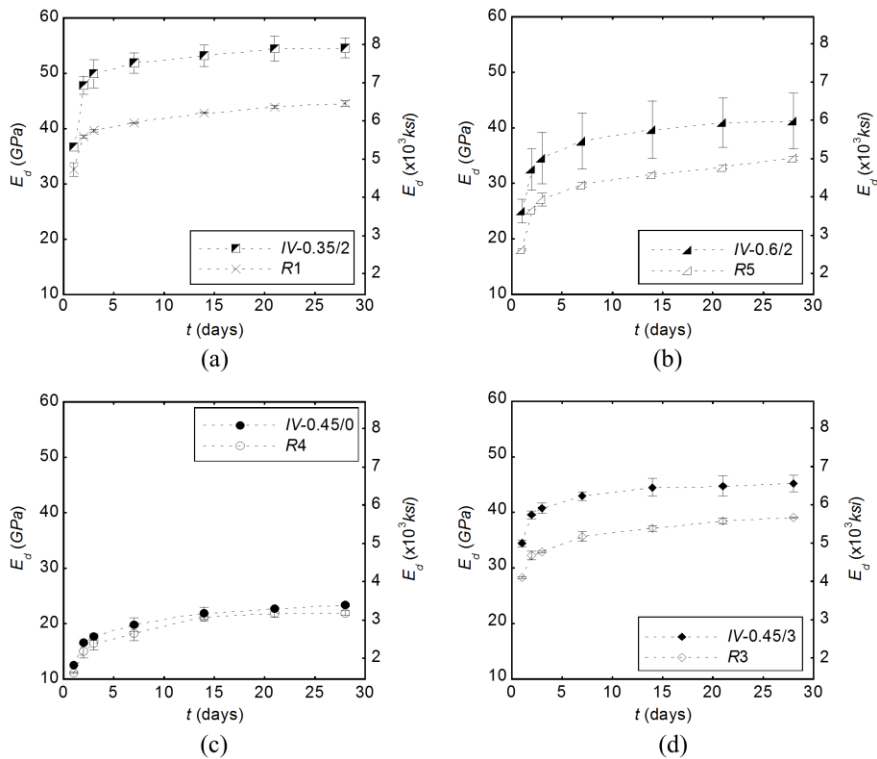 60
50
40
30
20
10
E_d (GPa)
8
7
6
5
4
3
2
E_d (x10^3 ksi)
IV-0.35/2
R1
0 5 10 15 20 25 30
t (days)
(a)
60
50
40
30
20
10
E_d (GPa)
8
7
6
5
4
3
2
E_d (x10^3 ksi)
IV-0.6/2
R5
0 5 10 15 20 25 30
t (days)
(b)
60
50
40
30
20
10
E_d (GPa)
8
7
6
5
4
3
2
E_d (x10^3 ksi)
IV-0.45/0
R4
0 5 10 15 20 25 30
t (days)
(c)
60
50
40
30
20
10
E_d (GPa)
8
7
6
5
4
3
2
E_d (x10^3 ksi)
IV-0.45/3
R3
0 5 10 15 20 25 30
t (days)
(d)